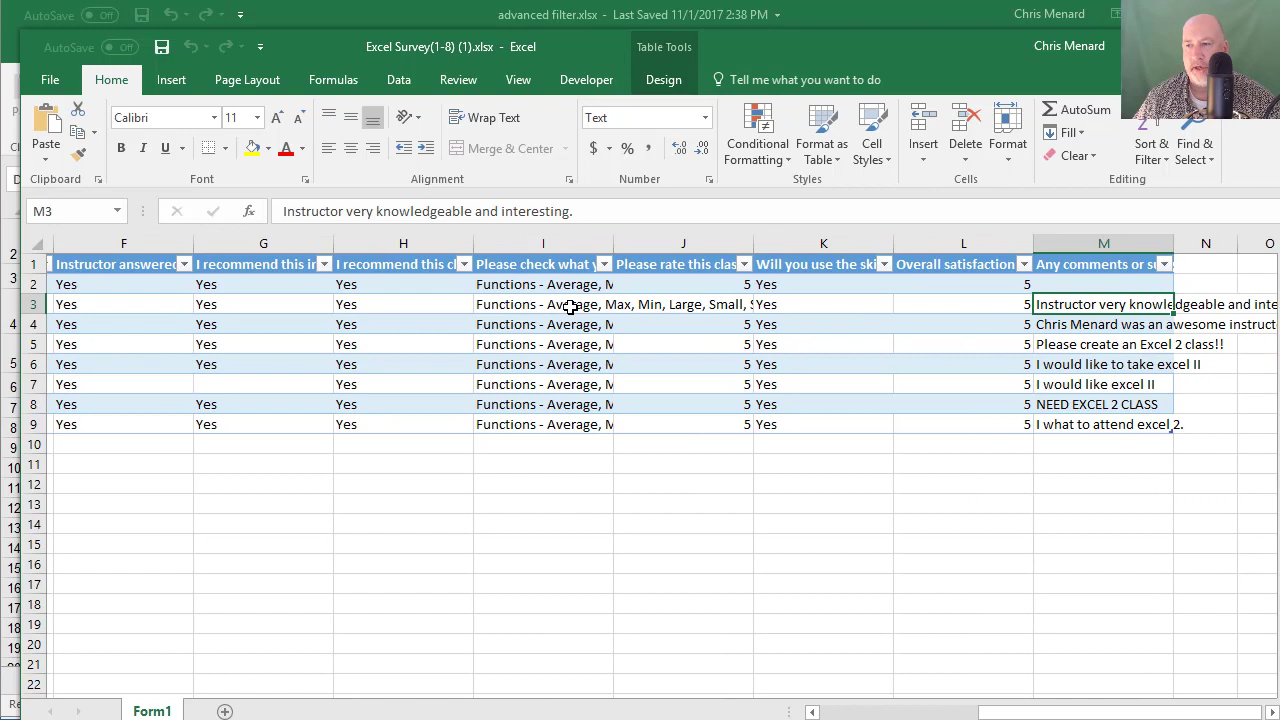 AutoSave Off advanced filter.xlsx - Last Saved 11/1/2017 2:38 PM Chris Menard
AutoSave Off Excel Survey(1-8) (1).xlsx - Excel Table Tools Chris Menard
File Home Insert Page Layout Formulas Data Review View Developer Design Tell me what you want to do
Calibri 11 Wrap Text Text AutoSum
Paste B I U Merge & Center $ % , Conditional Formatting Format as Table Cell Styles Insert Delete Format Fill Clear Sort & Filter Find & Select
Clipboard Font Alignment Number Styles Cells Editing
M3 fx Instructor very knowledgeable and interesting.
F G H I J K L M N O
1 Instructor answered I recommend this in I recommend this cl Please check what y Please rate this clas Will you use the ski Overall satisfaction Any comments or su
2 Yes Yes Yes Functions - Average, M 5 Yes 5
3 Yes Yes Yes Functions - Average, Max, Min, Large, Small, S Yes 5 Instructor very knowledgeable and inte
4 Yes Yes Yes Functions - Average, M 5 Yes 5 Chris Menard was an awesome instruct
5 Yes Yes Yes Functions - Average, M 5 Yes 5 Please create an Excel 2 class!!
6 Yes Yes Yes Functions - Average, M 5 Yes 5 I would like to take excel II
7 Yes Yes Functions - Average, M 5 Yes 5 I would like excel II
8 Yes Yes Yes Functions - Average, M 5 Yes 5 NEED EXCEL 2 CLASS
9 Yes Yes Yes Functions - Average, M 5 Yes 5 I what to attend excel 2.
10
11
12
13
14
15
16
17
18
19
20
21
22
Form1